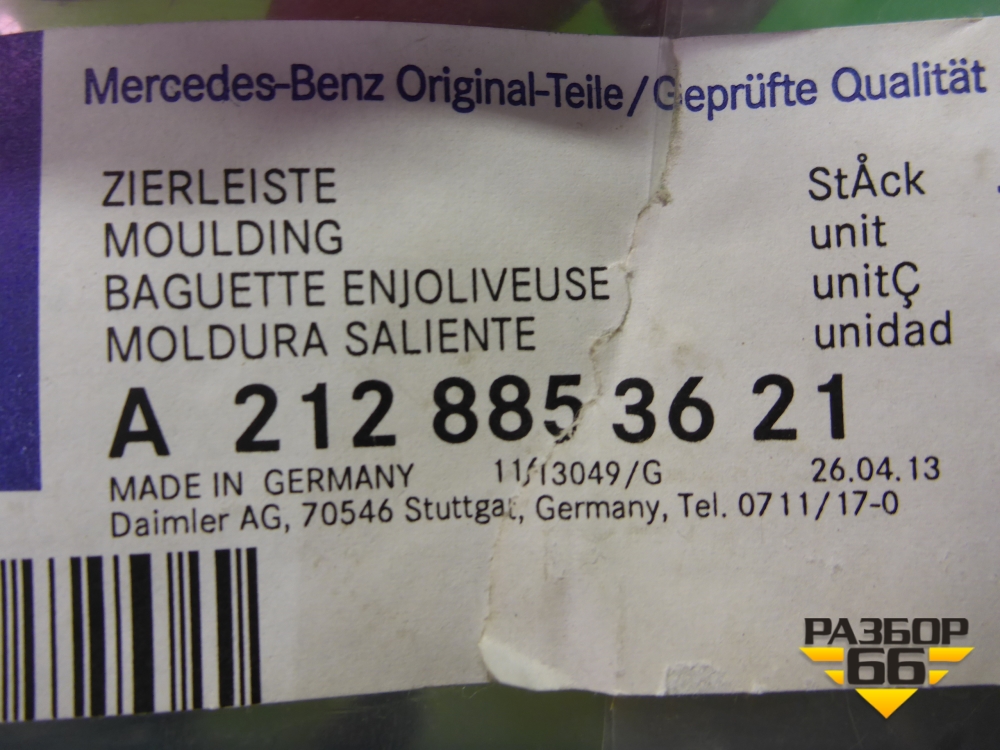 Mercedes-Benz Original-Teile/Geprüfte Qualität
ZIERLEISTE StÅck
MOULDING unit
BAGUETTE ENJOLIVEUSE unitÇ
MOLDURA SALIENTE unidad
A 212 885 36 21
MADE IN GERMANY 11/13049/G 26.04.13
Daimler AG, 70546 Stuttgat, Germany, Tel. 0711/17-0
РАЗБОР
66